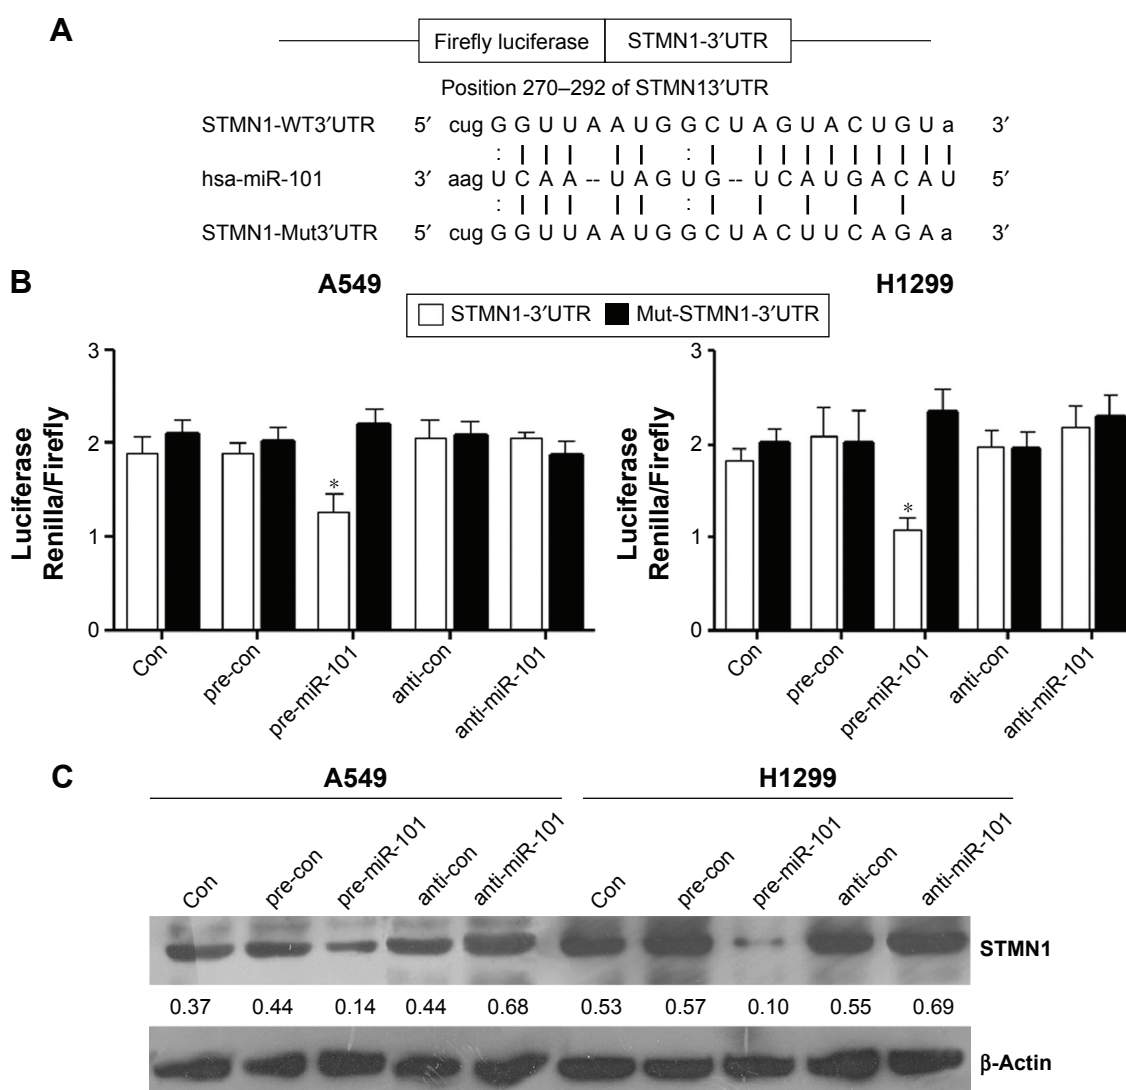 A
Firefly luciferase STMN1-3′UTR
Position 270–292 of STMN13′UTR
STMN1-WT3′UTR 5′ cug G G U U A A U G G C U A G U A C U G U a 3′
hsa-miR-101 3′ aag U C A A -- U A G U G -- U C A U G A C A U 5′
STMN1-Mut3′UTR 5′ cug G G U U A A U G G C U A C U U C A G A a 3′
B
A549
H1299
STMN1-3′UTR Mut-STMN1-3′UTR
Luciferase
Renilla/Firefly
3
2
1
0
*
Con pre-con pre-miR-101 anti-con anti-miR-101
Luciferase
Renilla/Firefly
3
2
1
0
*
Con pre-con pre-miR-101 anti-con anti-miR-101
C
A549 H1299
Con pre-con pre-miR-101 anti-con anti-miR-101 Con pre-con pre-miR-101 anti-con anti-miR-101
STMN1
0.37 0.44 0.14 0.44 0.68 0.53 0.57 0.10 0.55 0.69
β-Actin